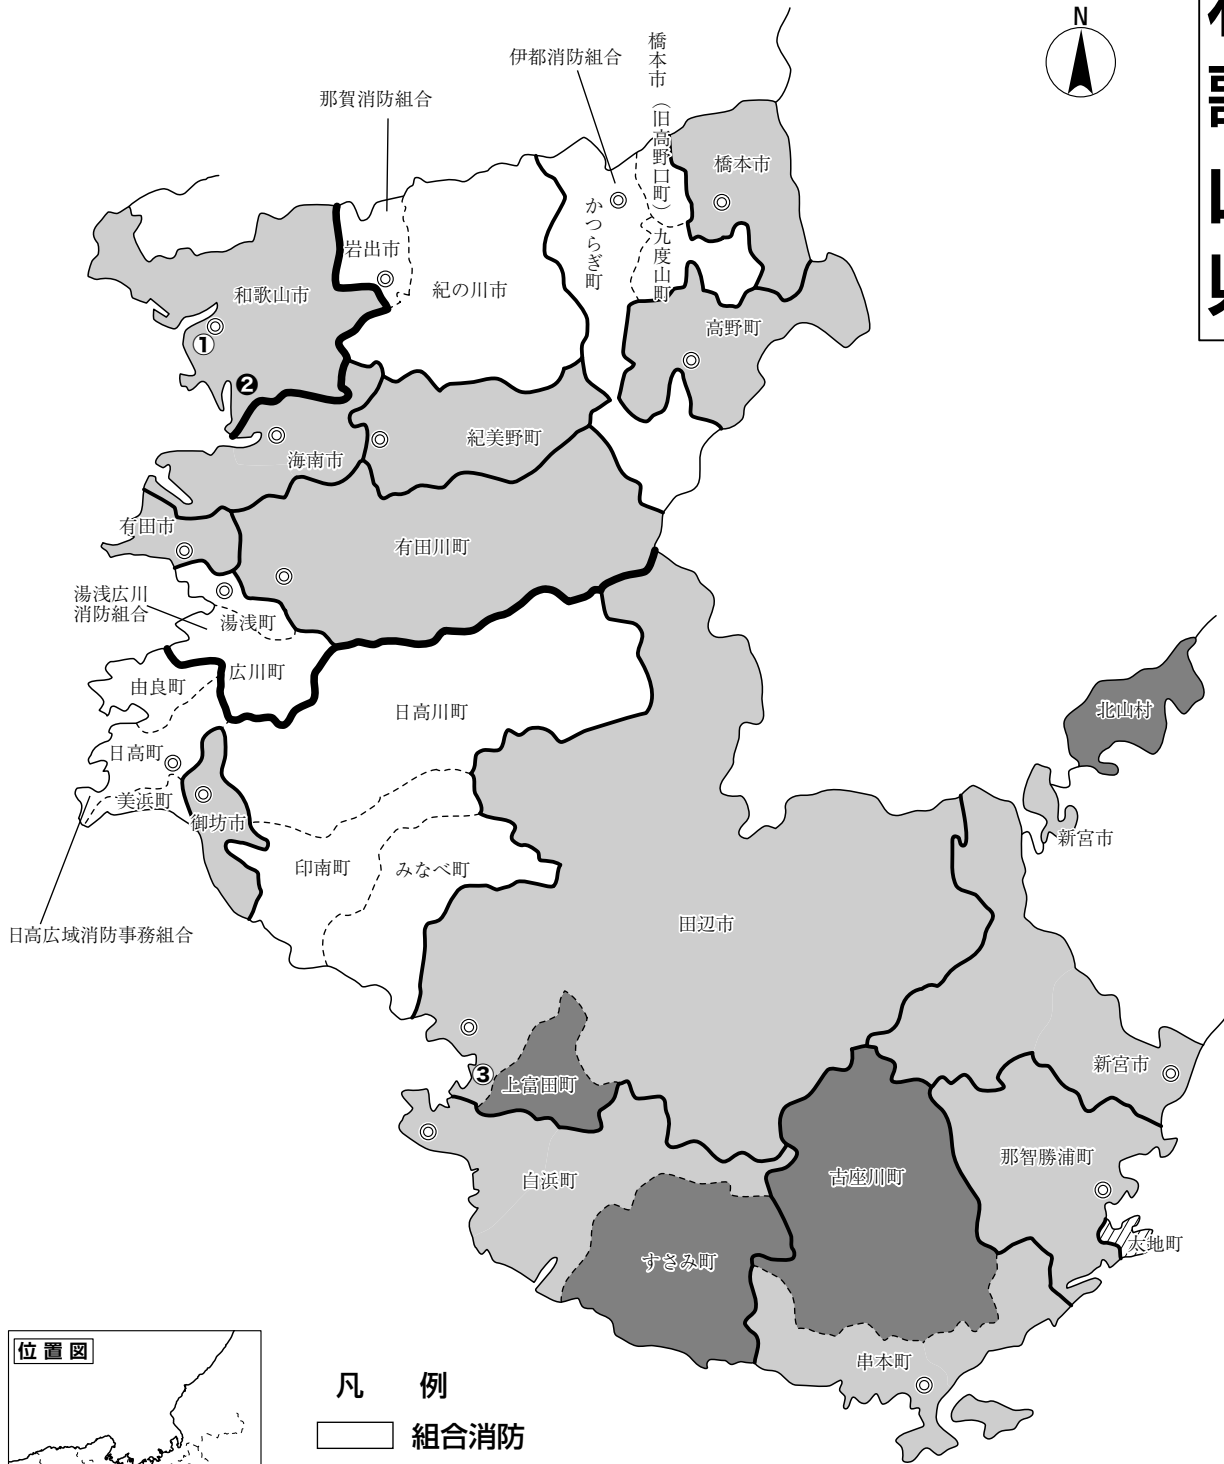 N
橋本市（旧高野口町）
伊都消防組合
那賀消防組合
橋本市
かつらぎ町
九度山町
岩出市
紀の川市
和歌山市
高野町
①
❷
紀美野町
海南市
有田市
有田川町
湯浅広川
消防組合
湯浅町
広川町
由良町
日高川町
北山村
日高町
美浜町
御坊市
新宮市
印南町
みなべ町
田辺市
日高広域消防事務組合
③
上富田町
新宮市
那智勝浦町
白浜町
古座川町
太地町
すさみ町
串本町
位置図
凡 例
組合消防